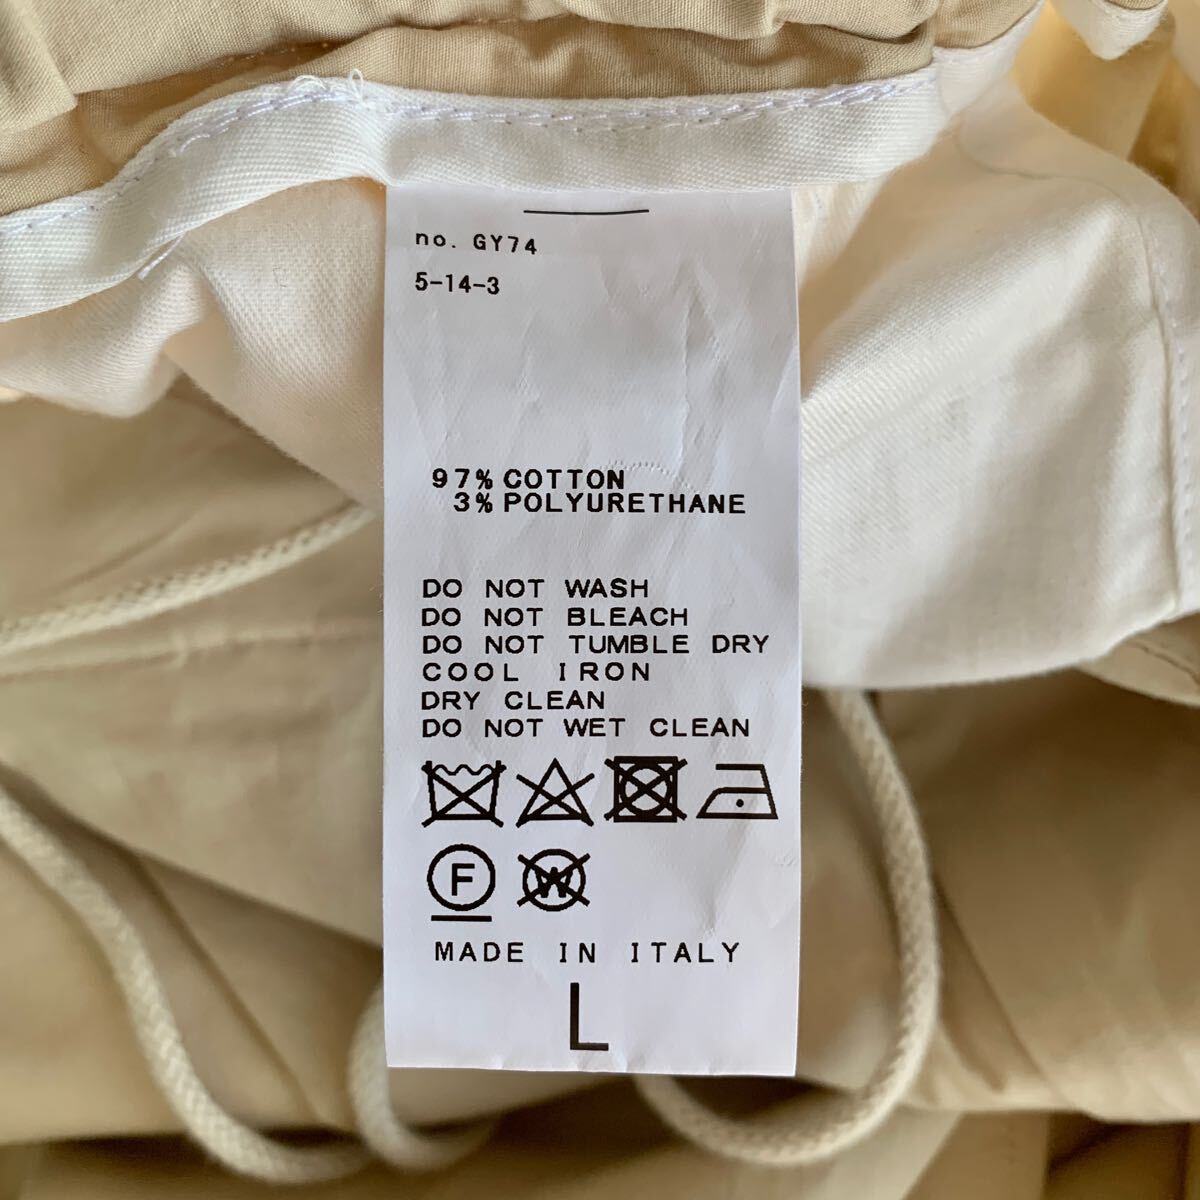 no. GY74
5-14-3
97% COTTON
3% POLYURETHANE
DO NOT WASH
DO NOT BLEACH
DO NOT TUMBLE DRY
COOL IRON
DRY CLEAN
DO NOT WET CLEAN
F W
MADE IN ITALY
L